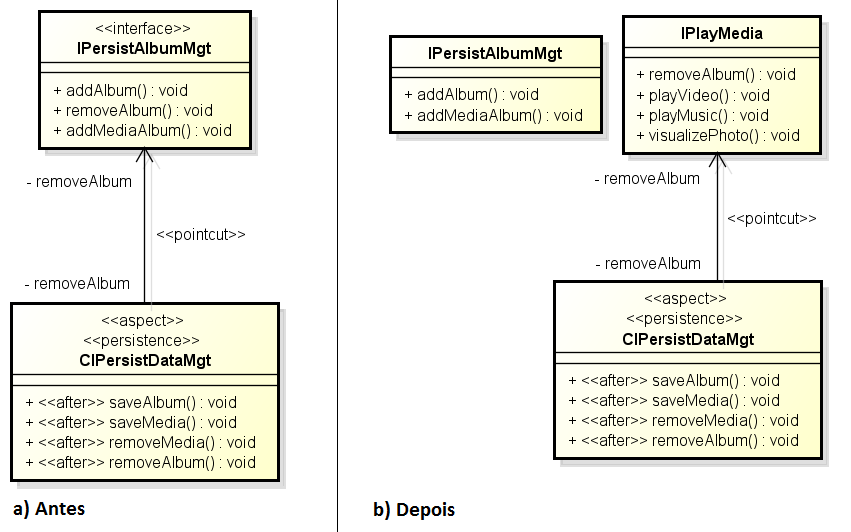 <<interface>>
IPersistAlbumMgt
+ addAlbum() : void
+ removeAlbum() : void
+ addMediaAlbum() : void
- removeAlbum
<<pointcut>>
- removeAlbum
<<aspect>>
<<persistence>>
CIPersistDataMgt
+ <<after>> saveAlbum() : void
+ <<after>> saveMedia() : void
+ <<after>> removeMedia() : void
+ <<after>> removeAlbum() : void
a) Antes
IPersistAlbumMgt
+ addAlbum() : void
+ addMediaAlbum() : void
IPlayMedia
+ removeAlbum() : void
+ playVideo() : void
+ playMusic() : void
+ visualizePhoto() : void
- removeAlbum
<<pointcut>>
- removeAlbum
<<aspect>>
<<persistence>>
CIPersistDataMgt
+ <<after>> saveAlbum() : void
+ <<after>> saveMedia() : void
+ <<after>> removeMedia() : void
+ <<after>> removeAlbum() : void
b) Depois